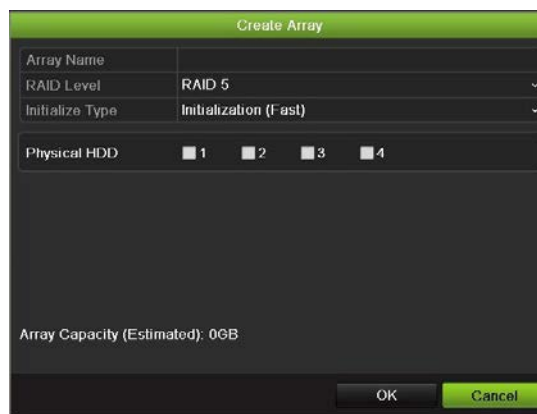 Create Array
Array Name
RAID Level RAID 5
Initialize Type Initialization (Fast)
Physical HDD 1 2 3 4
Array Capacity (Estimated): 0GB
OK Cancel